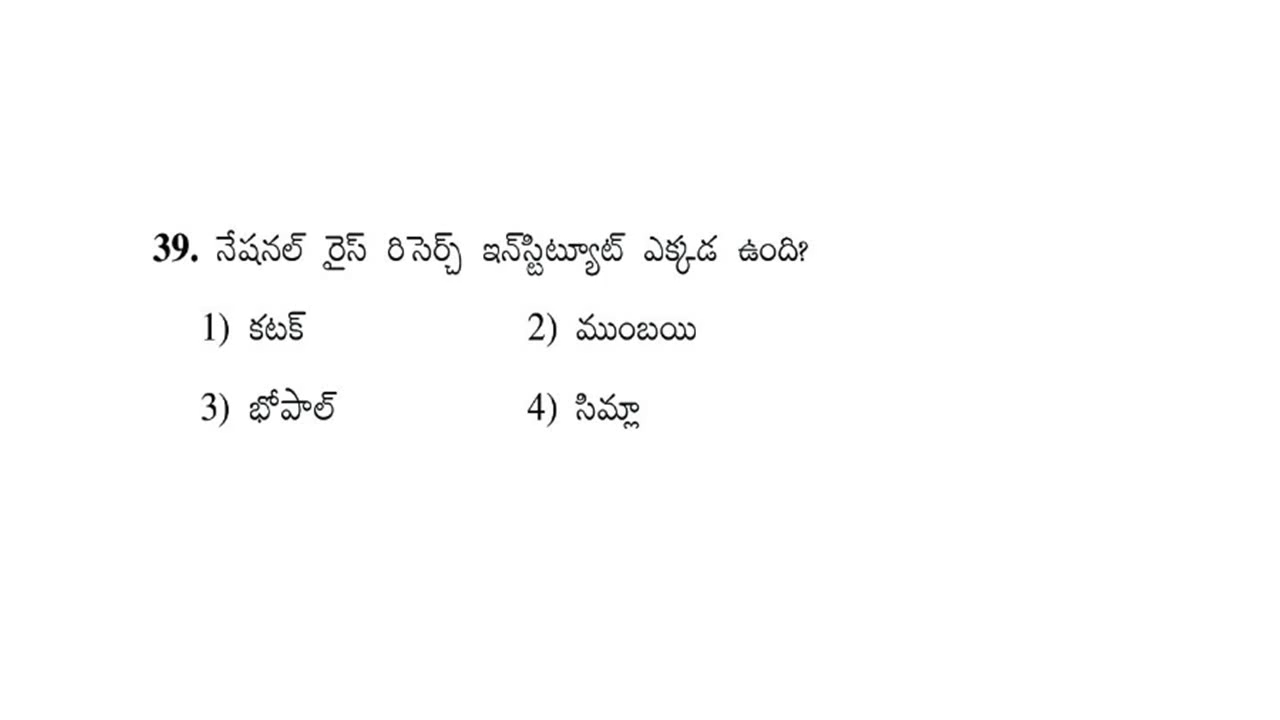 39. నేషనల్ రైస్ రిసెర్చ్ ఇన్‌స్టిట్యూట్ ఎక్కడ ఉంది?
1) కటక్ 2) ముంబయి
3) భోపాల్ 4) సిమ్లా